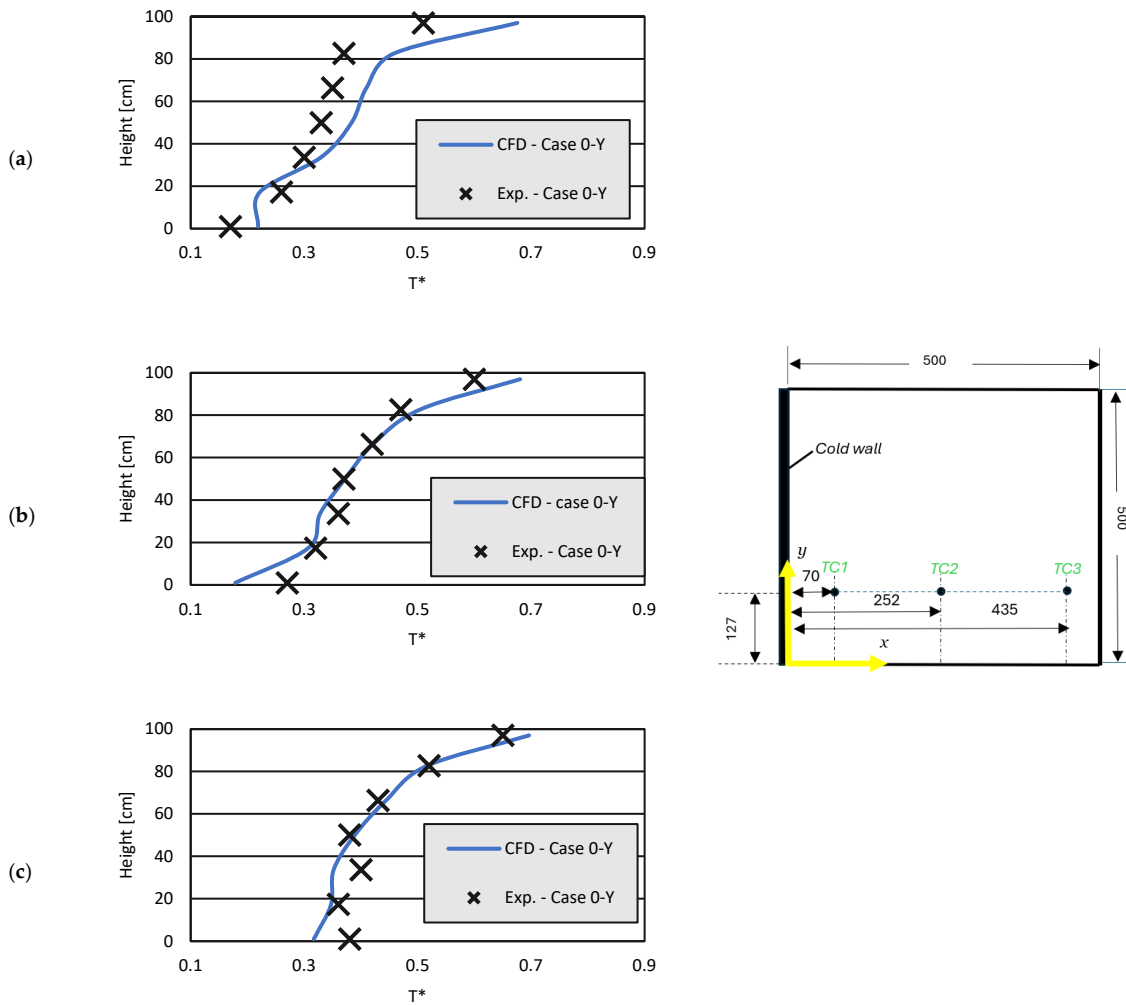 (a)
Height [cm]
100
80
60
40
20
0
CFD - Case 0-Y
Exp. - Case 0-Y
0.1 0.3 0.5 0.7 0.9
T*
(b)
Height [cm]
100
80
60
40
20
0
CFD - case 0-Y
Exp. - Case 0-Y
0.1 0.3 0.5 0.7 0.9
T*
500
Cold wall
500
y
70 TC1 TC2 TC3
252
435
127
x
(c)
Height [cm]
100
80
60
40
20
0
CFD - Case 0-Y
Exp. - Case 0-Y
0.1 0.3 0.5 0.7 0.9
T*